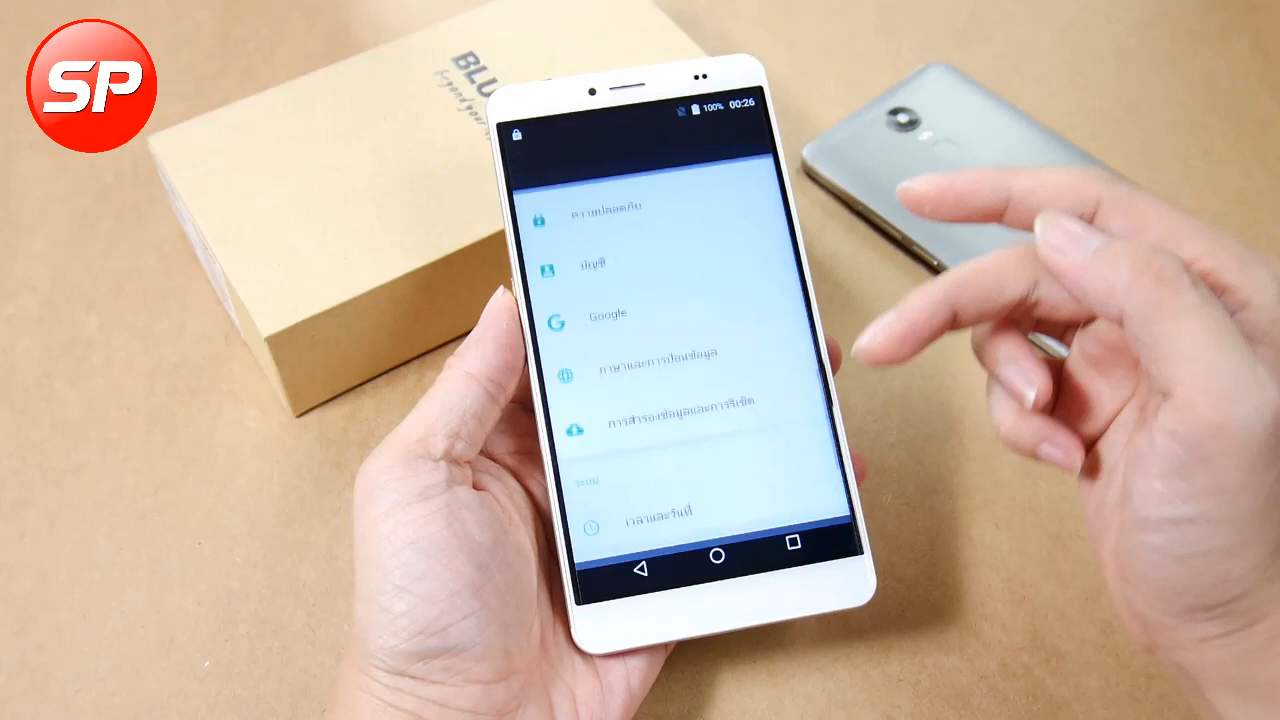 SP
BLU
Beyond your
100% 00:26
ความปลอดภัย
บัญชี
Google
ภาษาและการป้อนข้อมูล
การสำรองข้อมูลและการรีเซ็ต
ระบบ
เวลาและวันที่